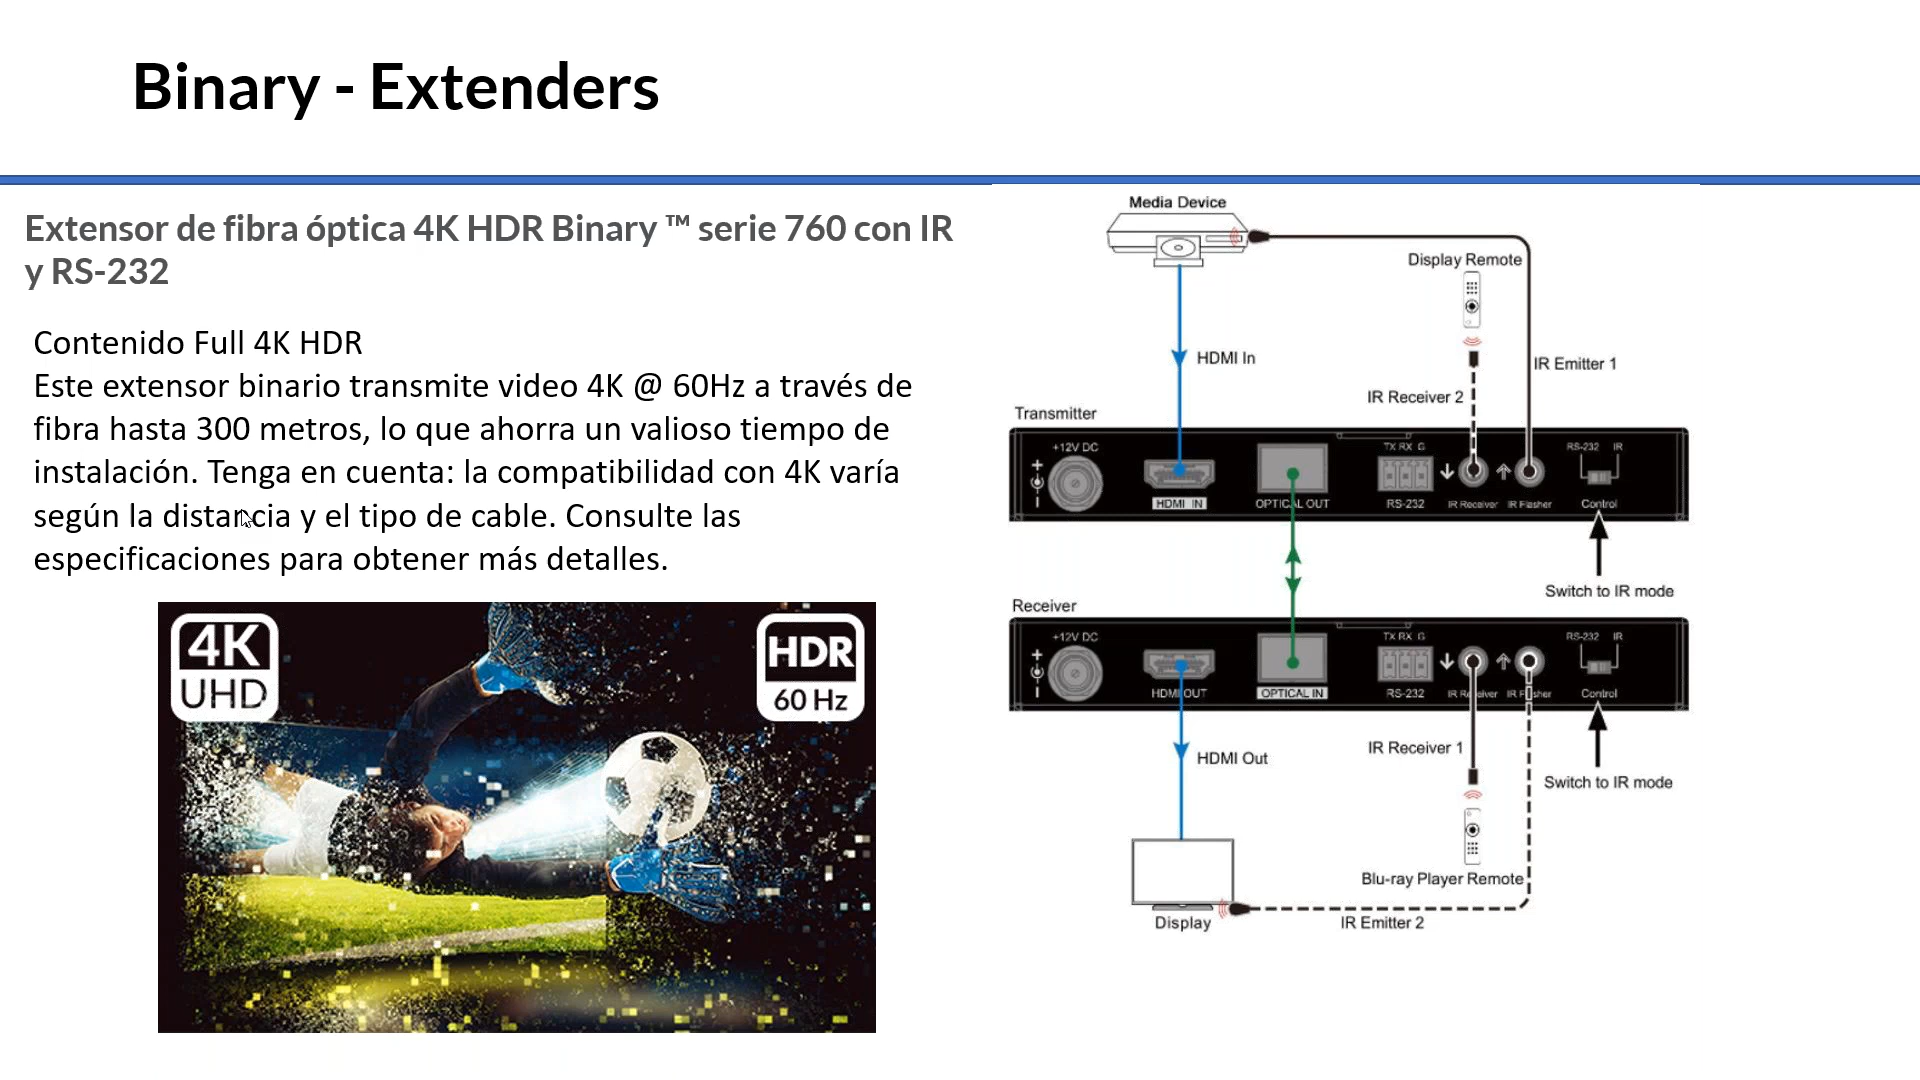 Binary - Extenders
Extensor de fibra óptica 4K HDR Binary ™ serie 760 con IR
y RS-232
Contenido Full 4K HDR
Este extensor binario transmite video 4K @ 60Hz a través de
fibra hasta 300 metros, lo que ahorra un valioso tiempo de
instalación. Tenga en cuenta: la compatibilidad con 4K varía
según la distancia y el tipo de cable. Consulte las
especificaciones para obtener más detalles.
4K
UHD
HDR
60 Hz
Media Device
Display Remote
HDMI In
IR Emitter 1
IR Receiver 2
Transmitter
+12V DC
TX RX G
RS-232 IR
HDMI IN
OPTICAL OUT
RS-232
IR Receiver
IR Flasher
Control
Switch to IR mode
Receiver
+12V DC
TX RX G
RS-232 IR
HDMI OUT
OPTICAL IN
RS-232
IR Receiver
IR Flasher
Control
IR Receiver 1
HDMI Out
Switch to IR mode
Blu-ray Player Remote
Display
IR Emitter 2